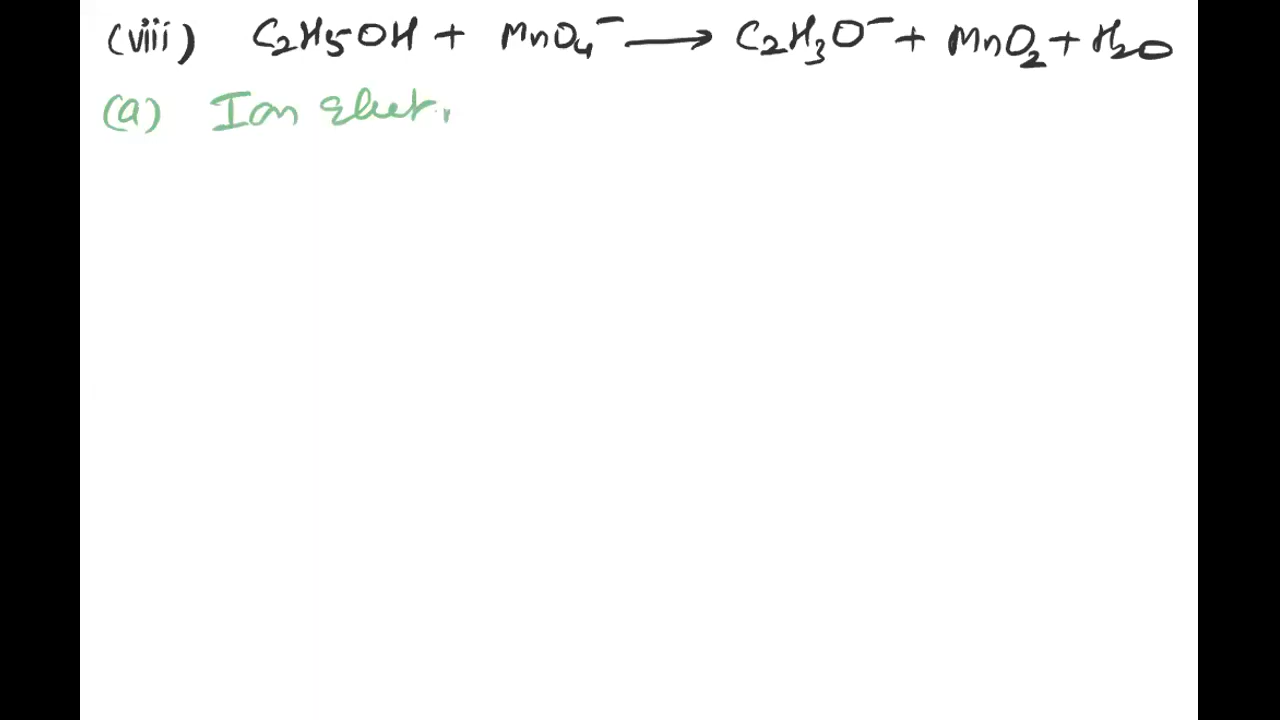 (viii) C₂H₅OH + MnO₄⁻ ⟶ C₂H₃O⁻ + MnO₂ + H₂O
(a) Ion elect.